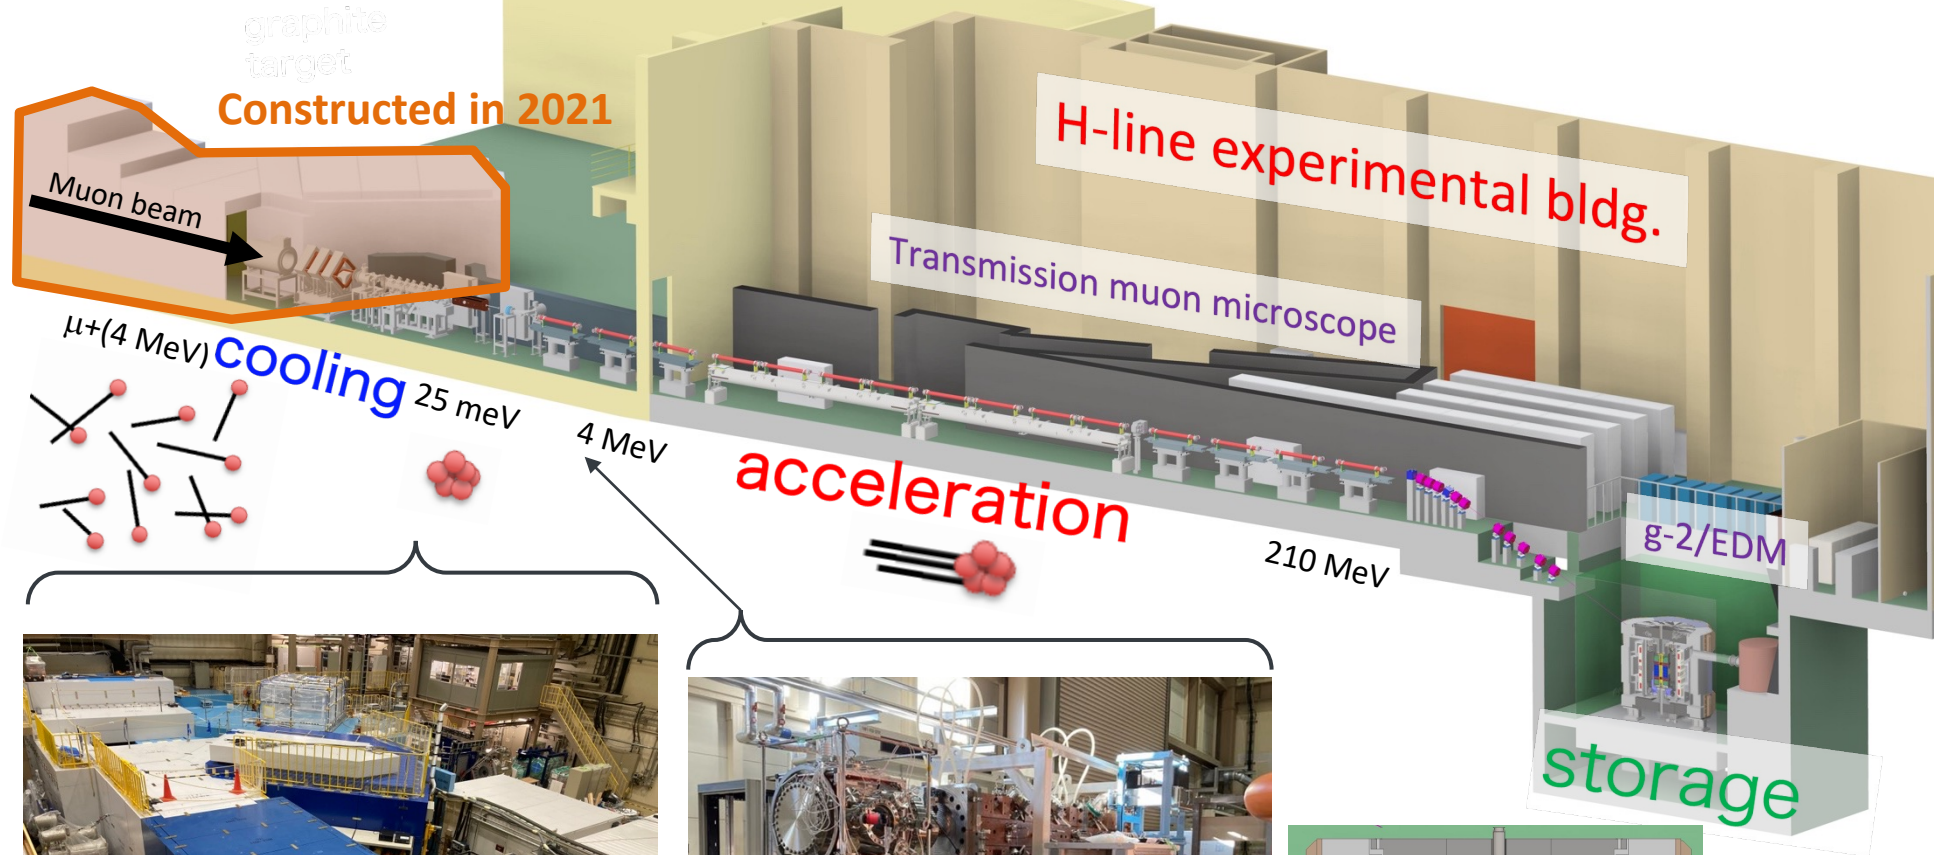 graphite
target
Constructed in 2021
Muon beam
H-line experimental bldg.
Transmission muon microscope
μ+(4 MeV)
cooling
25 meV
4 MeV
acceleration
210 MeV
g-2/EDM
storage